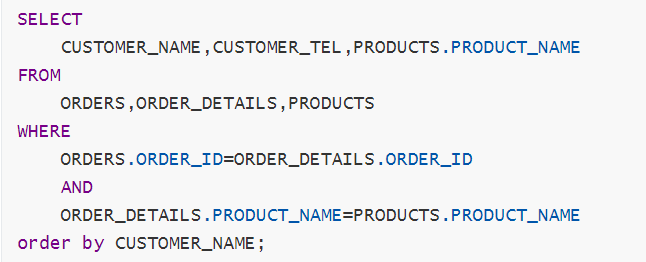 SELECT
    CUSTOMER_NAME,CUSTOMER_TEL,PRODUCTS.PRODUCT_NAME
FROM
    ORDERS,ORDER_DETAILS,PRODUCTS
WHERE
    ORDERS.ORDER_ID=ORDER_DETAILS.ORDER_ID
    AND
    ORDER_DETAILS.PRODUCT_NAME=PRODUCTS.PRODUCT_NAME
order by CUSTOMER_NAME;